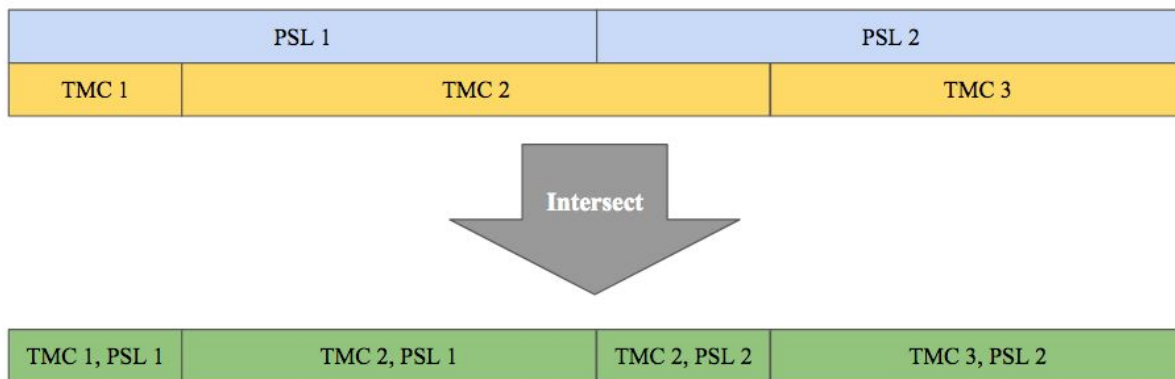 PSL 1
PSL 2
TMC 1
TMC 2
TMC 3
Intersect
TMC 1, PSL 1
TMC 2, PSL 1
TMC 2, PSL 2
TMC 3, PSL 2